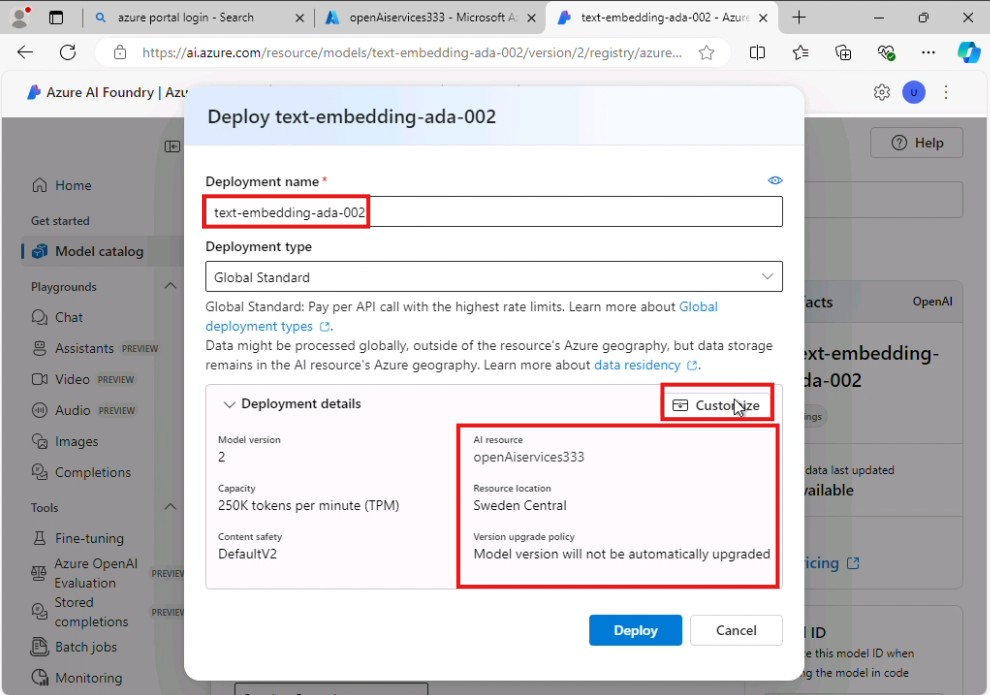 azure portal login - Search
openAiservices333 - Microsoft A
text-embedding-ada-002 - Azure
https://ai.azure.com/resource/models/text-embedding-ada-002/version/2/registry/azure...
Azure AI Foundry | Azu
U
Help
Home
Get started
Model catalog
Playgrounds
Chat
Assistants PREVIEW
Video PREVIEW
Audio PREVIEW
Images
Completions
Tools
Fine-tuning
Azure OpenAI
Evaluation
PREVIEW
Stored
completions
PREVIEW
Batch jobs
Monitoring
Deploy text-embedding-ada-002
Deployment name *
text-embedding-ada-002
Deployment type
Global Standard
Global Standard: Pay per API call with the highest rate limits. Learn more about Global
deployment types .
Data might be processed globally, outside of the resource's Azure geography, but data storage
remains in the AI resource's Azure geography. Learn more about data residency .
Deployment details
Customize
Model version
2
Capacity
250K tokens per minute (TPM)
Content safety
DefaultV2
AI resource
openAiservices333
Resource location
Sweden Central
Version upgrade policy
Model version will not be automatically upgraded
Deploy
Cancel
acts
OpenAI
ext-embedding-
da-002
ngs
data last updated
vailable
icing
ID
e this model ID when
ng the model in code